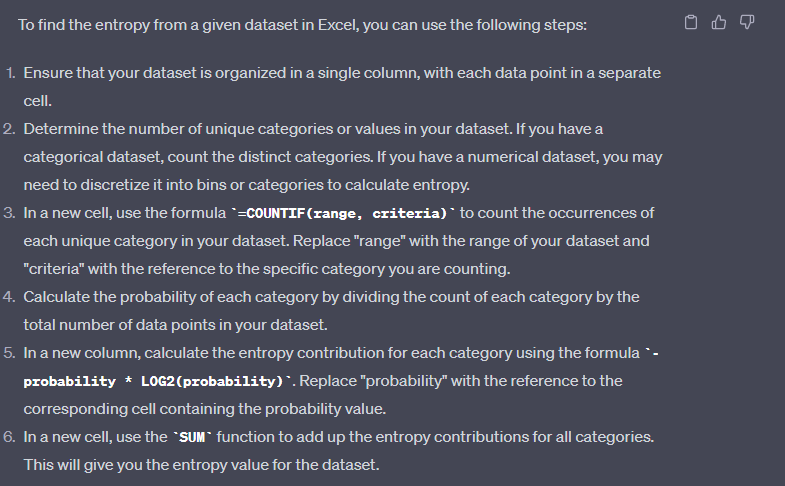 To find the entropy from a given dataset in Excel, you can use the following steps:
1. Ensure that your dataset is organized in a single column, with each data point in a separate
cell.
2. Determine the number of unique categories or values in your dataset. If you have a
categorical dataset, count the distinct categories. If you have a numerical dataset, you may
need to discretize it into bins or categories to calculate entropy.
3. In a new cell, use the formula `=COUNTIF(range, criteria)` to count the occurrences of
each unique category in your dataset. Replace "range" with the range of your dataset and
"criteria" with the reference to the specific category you are counting.
4. Calculate the probability of each category by dividing the count of each category by the
total number of data points in your dataset.
5. In a new column, calculate the entropy contribution for each category using the formula `-
probability * LOG2(probability)`. Replace "probability" with the reference to the
corresponding cell containing the probability value.
6. In a new cell, use the `SUM` function to add up the entropy contributions for all categories.
This will give you the entropy value for the dataset.